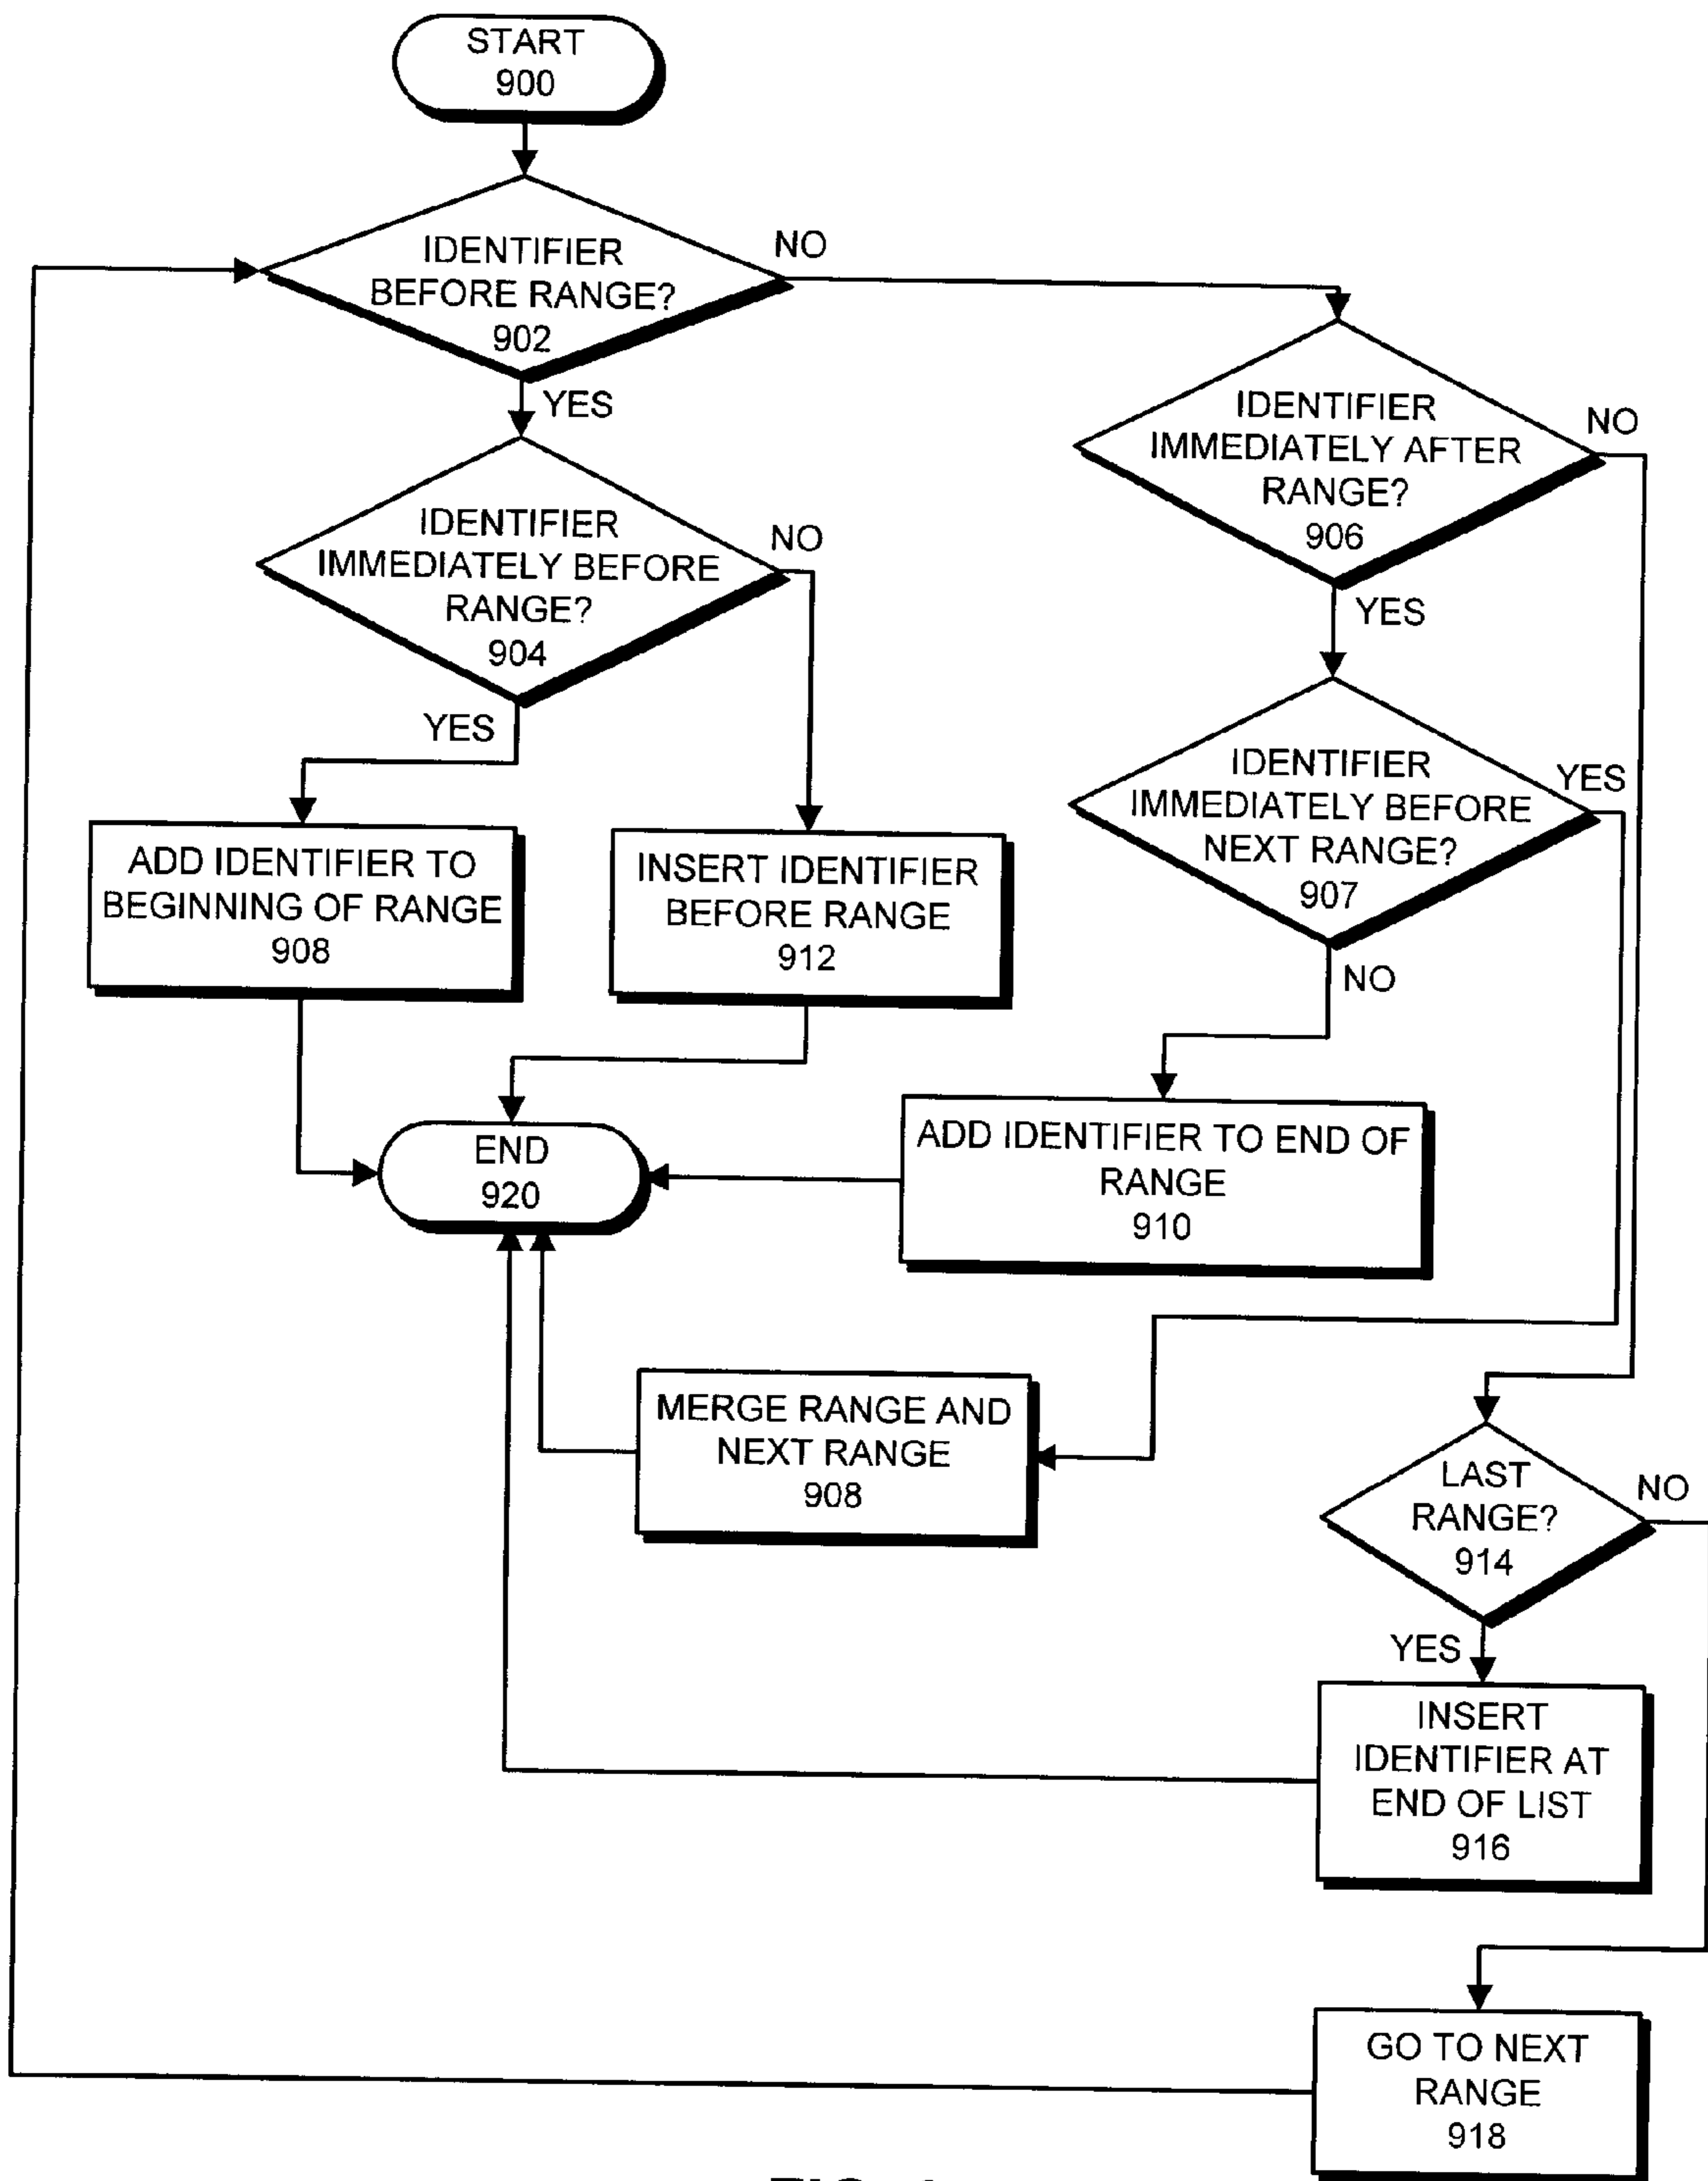 START
900
IDENTIFIER
BEFORE RANGE?
902
NO
YES
IDENTIFIER
IMMEDIATELY AFTER
RANGE?
906
NO
YES
IDENTIFIER
IMMEDIATELY BEFORE
RANGE?
904
NO
YES
IDENTIFIER
IMMEDIATELY BEFORE
NEXT RANGE?
907
YES
NO
ADD IDENTIFIER TO
BEGINNING OF RANGE
908
INSERT IDENTIFIER
BEFORE RANGE
912
END
920
ADD IDENTIFIER TO END OF
RANGE
910
MERGE RANGE AND
NEXT RANGE
908
LAST
RANGE?
914
NO
YES
INSERT
IDENTIFIER AT
END OF LIST
916
GO TO NEXT
RANGE
918